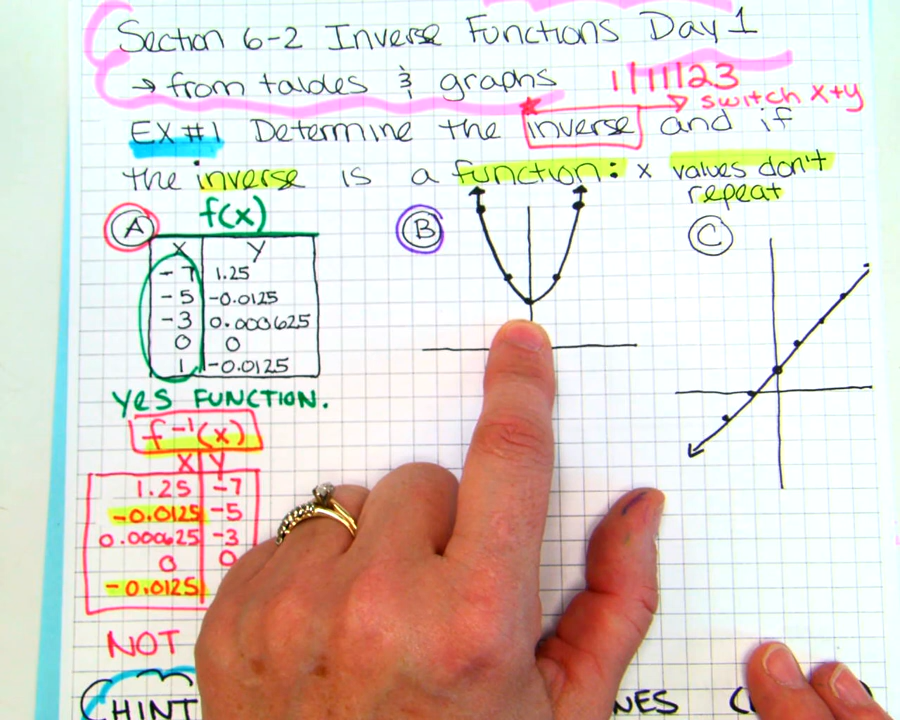 Section 6-2 Inverse Functions Day 1
→ from tables & graphs 1/11/23
→ switch x+y
EX #1 Determine the inverse and if
the inverse is a function: x values don't
repeat
A f(x)
x y
-7 1.25
-5 -0.0125
-3 0.000625
0 0
1 -0.0125
YES FUNCTION.
f⁻¹(x)
x y
1.25 -7
-0.0125 -5
0.000625 -3
0 0
-0.0125
NOT
B
C
HINT